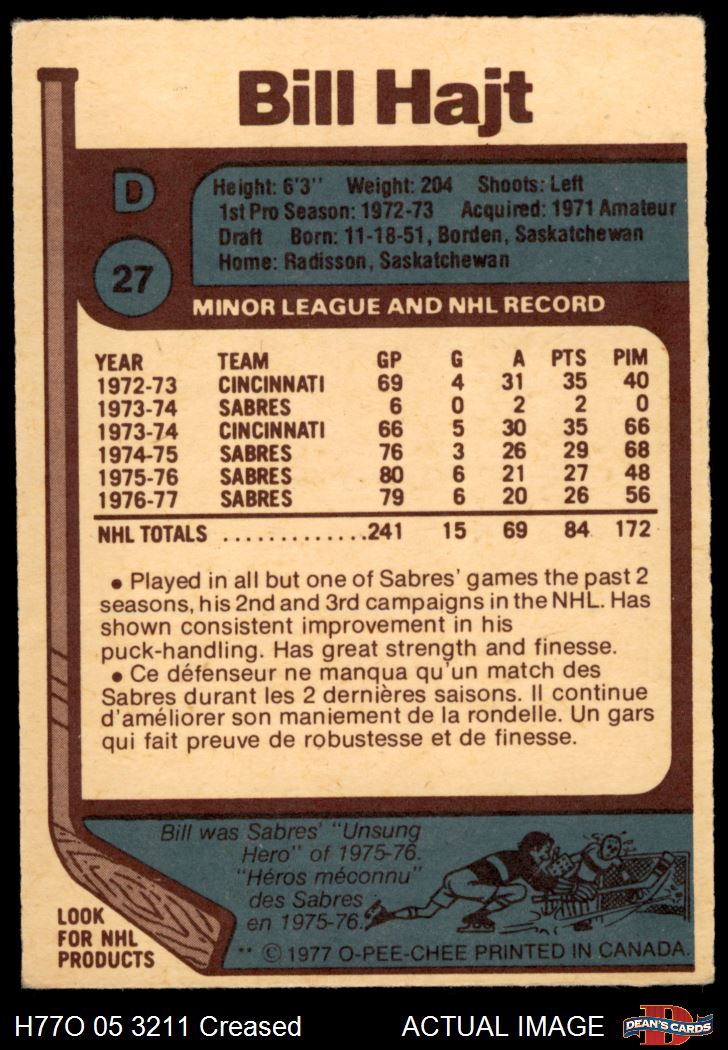 Bill Hajt
D
27
Height: 6'3" Weight: 204 Shoots: Left
1st Pro Season: 1972-73 Acquired: 1971 Amateur
Draft Born: 11-18-51, Borden, Saskatchewan
Home: Radisson, Saskatchewan
MINOR LEAGUE AND NHL RECORD
YEAR TEAM GP G A PTS PIM
1972-73 CINCINNATI 69 4 31 35 40
1973-74 SABRES 6 0 2 2 0
1973-74 CINCINNATI 66 5 30 35 66
1974-75 SABRES 76 3 26 29 68
1975-76 SABRES 80 6 21 27 48
1976-77 SABRES 79 6 20 26 56
NHL TOTALS .............241 15 69 84 172
• Played in all but one of Sabres' games the past 2
seasons, his 2nd and 3rd campaigns in the NHL. Has
shown consistent improvement in his
puck-handling. Has great strength and finesse.
• Ce défenseur ne manqua qu'un match des
Sabres durant les 2 dernières saisons. Il continue
d'améliorer son maniement de la rondelle. Un gars
qui fait preuve de robustesse et de finesse.
Bill was Sabres' "Unsung
Hero" of 1975-76.
"Héros méconnu"
des Sabres
en 1975-76.
LOOK
FOR NHL
PRODUCTS
** © 1977 O-PEE-CHEE PRINTED IN CANADA.
H77O 05 3211 Creased ACTUAL IMAGE
D
DEAN'S CARDS